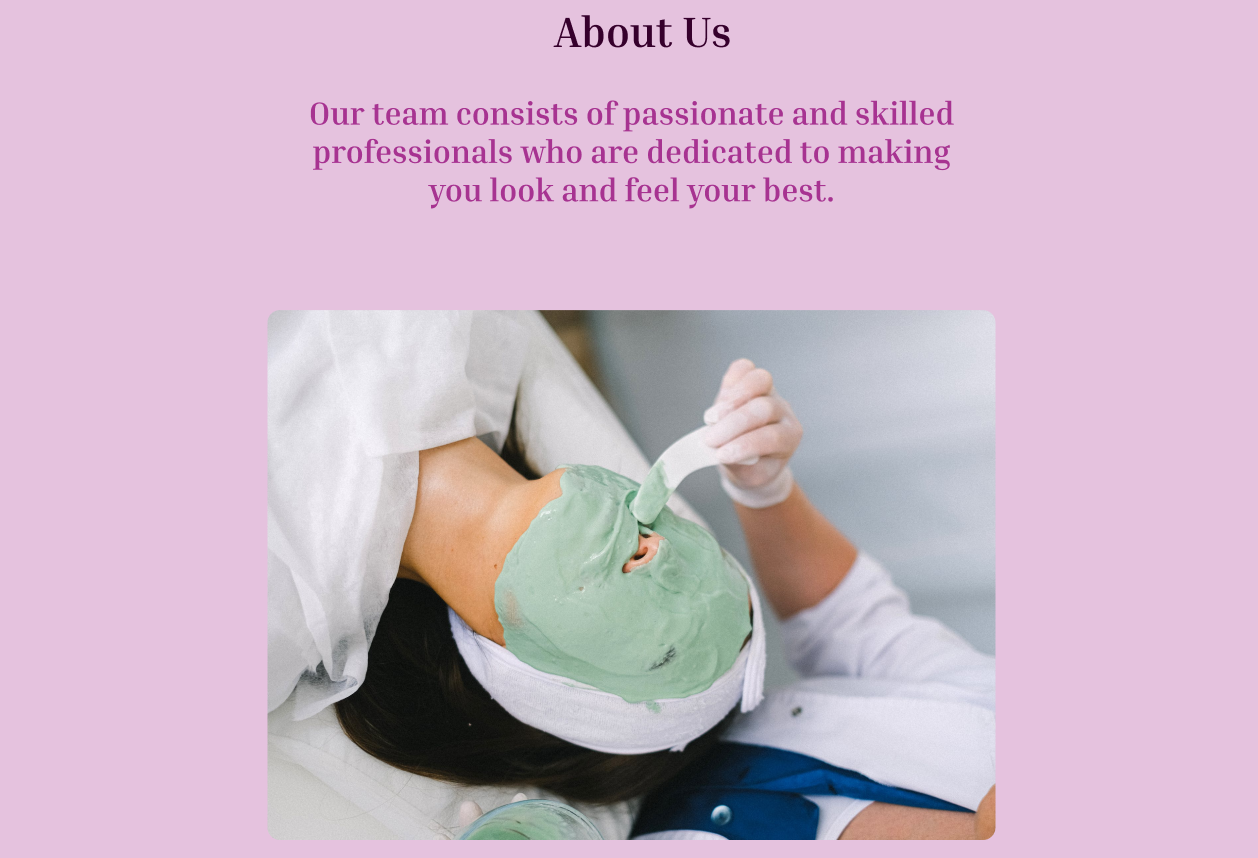 About Us
Our team consists of passionate and skilled
professionals who are dedicated to making
you look and feel your best.